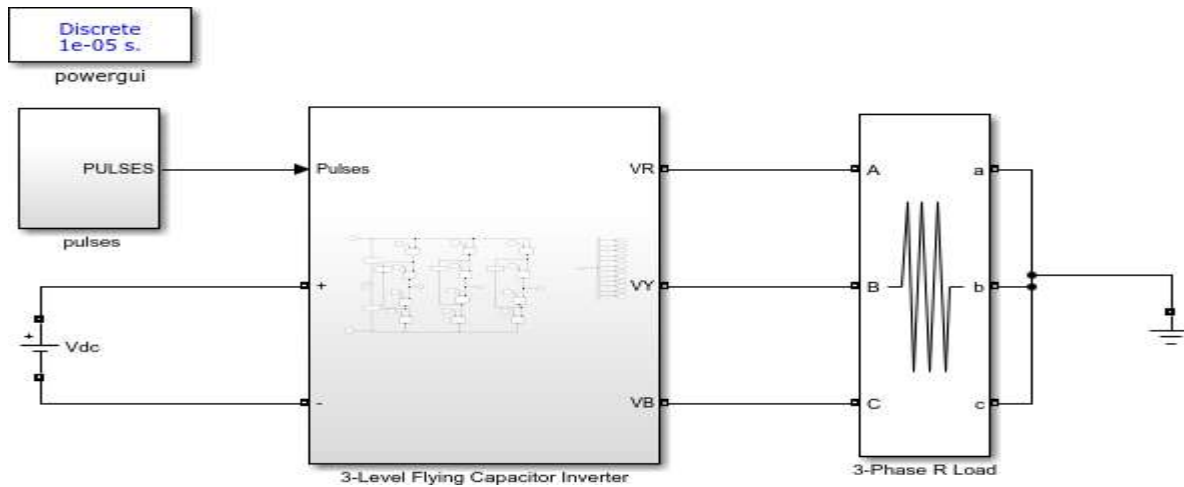 Discrete
1e-05 s.
powergui
PULSES
pulses
Pulses
+
-
VR
VY
VB
3-Level Flying Capacitor Inverter
+
Vdc
A
B
C
a
b
c
3-Phase R Load